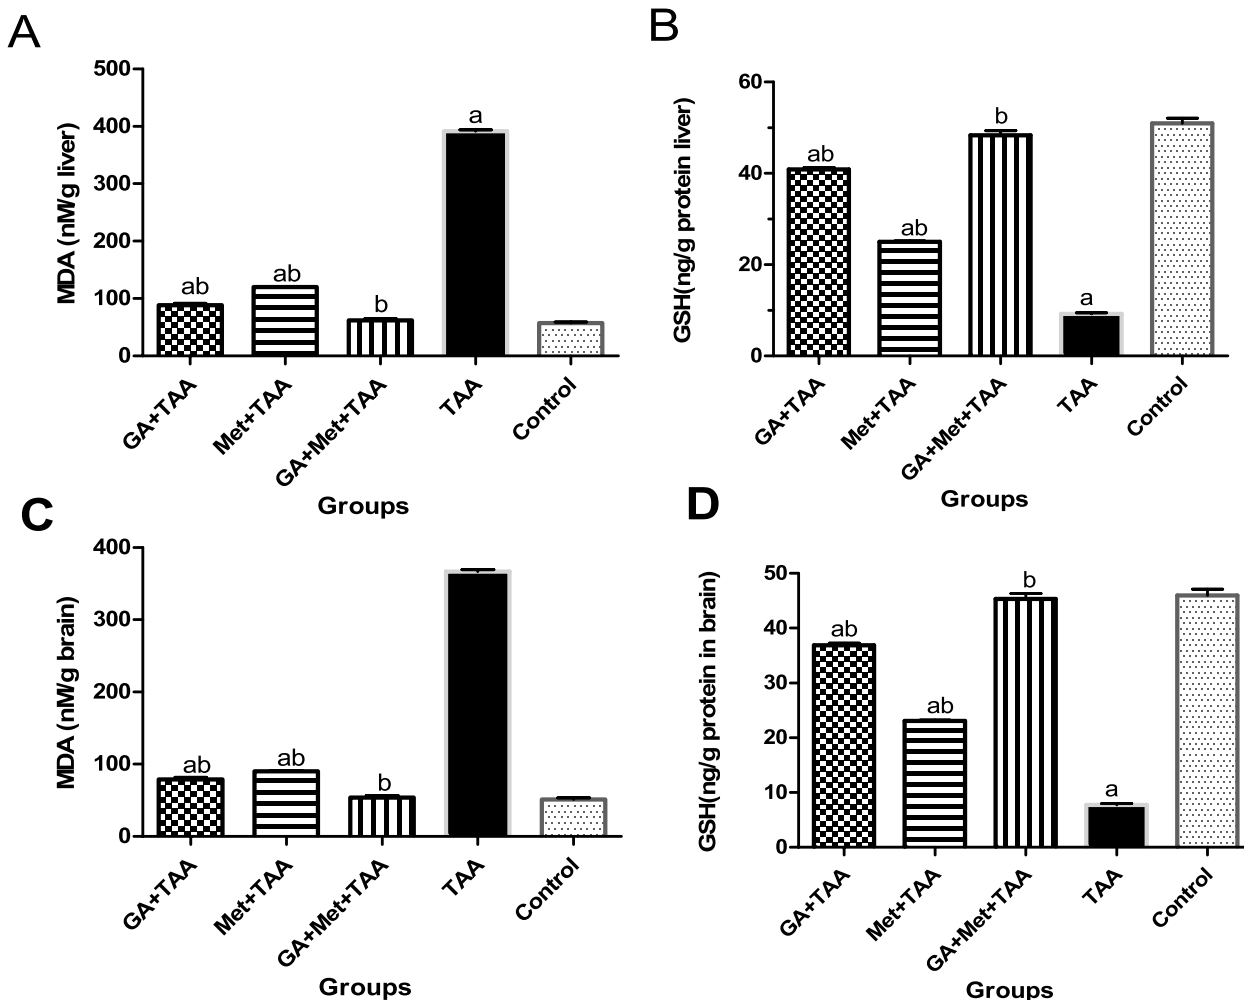 A
MDA (nM/g liver)
500
400
300
200
100
0
ab
ab
b
a
GA+TAA
Met+TAA
GA+Met+TAA
TAA
Control
Groups
B
GSH(ng/g protein liver)
60
40
20
0
ab
ab
b
a
GA+TAA
Met+TAA
GA+Met+TAA
TAA
Control
Groups
C
MDA (nM/g brain)
400
300
200
100
0
ab
ab
b
GA+TAA
Met+TAA
GA+Met+TAA
TAA
Control
Groups
D
GSH(ng/g protein in brain)
50
40
30
20
10
0
ab
ab
b
a
GA+TAA
Met+TAA
GA+Met+TAA
TAA
Control
Groups